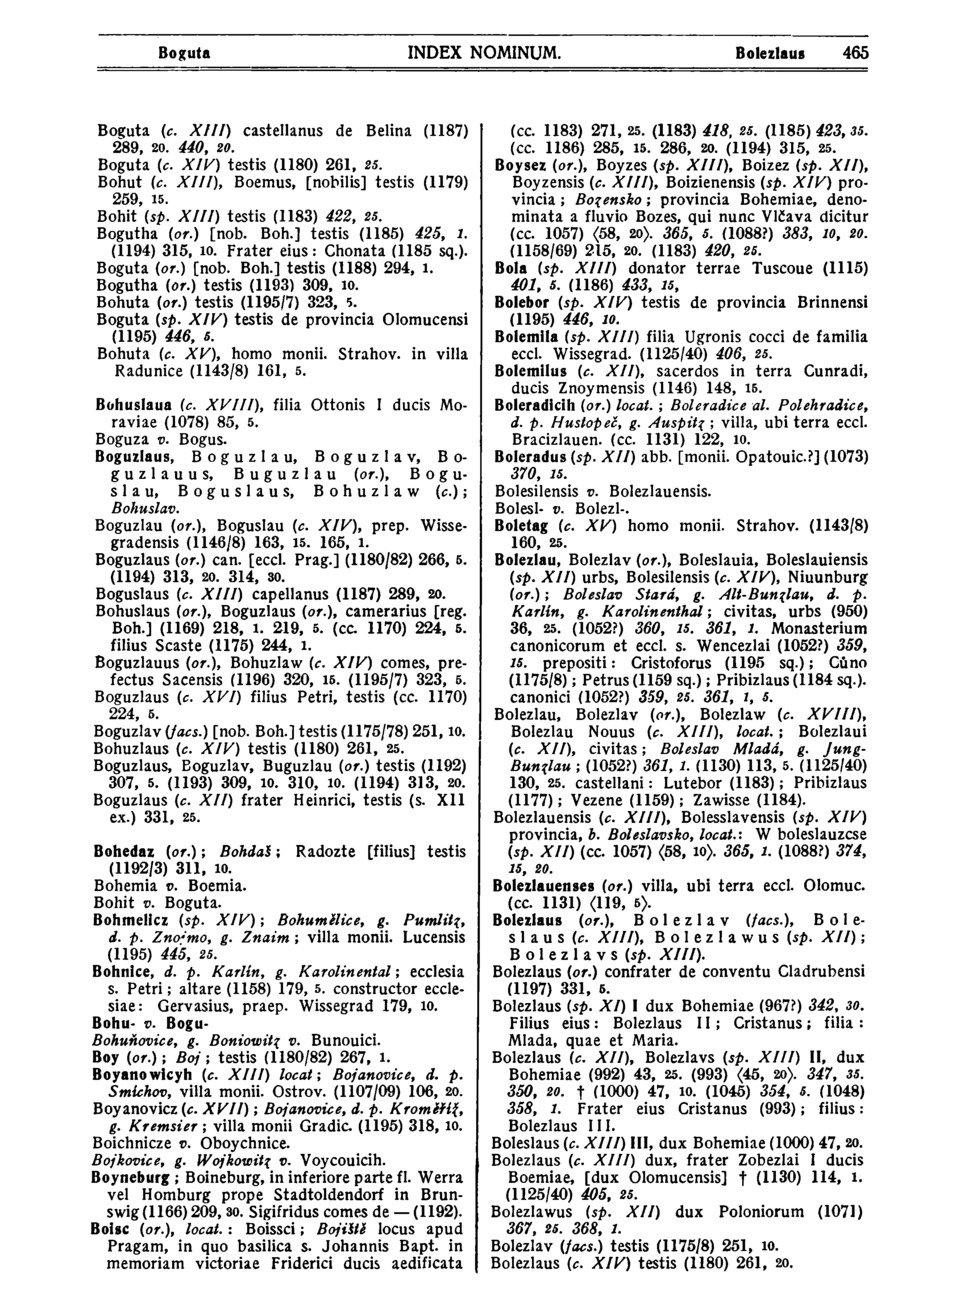 Boguta INDEX NOMINUM. Bolezlaus 465
Boguta (c. XIII) castellanus de Belina (1187)
289, 20. 440, 20.
Boguta (c. XIV) testis (1180) 261, 25.
Bohut (c. XIII), Boemus, [nobilis] testis (1179)
259, 15.
Bohit (sp. XIII) testis (1183) 422, 25.
Bogutha (or.) [nob. Boh.] testis (1185) 425, 1.
(1194) 315, 10. Frater eius: Chonata (1185 sq.).
Boguta (or.) [nob. Boh.] testis (1188) 294, 1.
Bogutha (or.) testis (1193) 309, 10.
Bohuta (or.) testis (1195/7) 323, 5.
Boguta (sp. XIV) testis de provincia Olomucensi
(1195) 446, 5.
Bohuta (c. XV), homo monii. Strahov. in villa
Radunice (1143/8) 161, 5.
Bohuslaua (c. XVIII), filia Ottonis I ducis Mo-
raviae (1078) 85, 5.
Boguza v. Bogus.
Boguzlaus, Boguzlau, Boguzlav, Bo-
guzlauus, Buguzlau (or.), Bogu-
slau, Boguslaus, Bohuzlaw (c.);
Bohuslav.
Boguzlau (or.), Boguslau (c. XIV), prep. Wisse-
gradensis (1146/8) 163, 15. 165, 1.
Boguzlaus (or.) can. [eccl. Prag.] (1180/82) 266, 5.
(1194) 313, 20. 314, 30.
Boguslaus (c. XIII) capellanus (1187) 289, 20.
Bohuslaus (or.), Boguzlaus (or.), camerarius [reg.
Boh.] (1169) 218, 1. 219, 5. (cc. 1170) 224, 5.
filius Scaste (1175) 244, 1.
Boguzlauus (or.), Bohuzlaw (c. XIV) comes, pre-
fectus Sacensis (1196) 320, 15. (1195/7) 323, 5.
Boguzlaus (c. XVI) filius Petri, testis (cc. 1170)
224, 5.
Boguzlav (facs.) [nob. Boh.] testis (1175/78) 251, 10.
Bohuzlaus (c. XIV) testis (1180) 261, 25.
Boguzlaus, Boguzlav, Buguzlau (or.) testis (1192)
307, 5. (1193) 309, 10. 310, 10. (1194) 313, 20.
Boguzlaus (c. XII) frater Heinrici, testis (s. XII
ex.) 331, 25.
Bohedaz (or.); Bohdaš; Radozte [filius] testis
(1192/3) 311, 10.
Bohemia v. Boemia.
Bohit v. Boguta.
Bohmelicz (sp. XIV); Bohumělice, g. Pumlitz,
d. p. Znojmo, g. Znaim; villa monii. Lucensis
(1195) 445, 25.
Bohnice, d. p. Karlín, g. Karolinental; ecclesia
s. Petri; altare (1158) 179, 5. constructor eccle-
siae: Gervasius, praep. Wissegrad 179, 10.
Bohu- v. Bogu-
Bohuňovice, g. Boniowitz v. Bunouici.
Boy (or.); Boj; testis (1180/82) 267, 1.
Boyanowicyh (c. XIII) locat; Bojanovice, d. p.
Smíchov, villa monii. Ostrov. (1107/09) 106, 20.
Boyanovicz (c. XVII); Bojanovice, d. p. Kroměříž,
g. Kremsier; villa monii Gradic. (1195) 318, 10.
Boichnicze v. Oboychnice.
Bojkovice, g. Wojkowitz v. Voycouicih.
Boyneburg; Boineburg, in inferiore parte fl. Werra
vel Homburg prope Stadtoldendorf in Brun-
swig (1166) 209, 30. Sigifridus comes de — (1192).
Boisc (or.), locat.: Boissci; Bojiště locus apud
Pragam, in quo basilica s. Johannis Bapt. in
memoriam victoriae Friderici ducis aedificata
(cc. 1183) 271, 25. (1183) 418, 25. (1185) 423, 35.
(cc. 1186) 285, 15. 286, 20. (1194) 315, 25.
Boysez (or.), Boyzes (sp. XIII), Boizez (sp. XII),
Boyzensis (c. XIII), Boizienensis (sp. XIV) pro-
vincia; Bozensko; provincia Bohemiae, deno-
minata a fluvio Bozes, qui nunc Vlčava dicitur
(cc. 1057) ⟨58, 20⟩. 365, 5. (1088?) 383, 10, 20.
(1158/69) 215, 20. (1183) 420, 25.
Bola (sp. XIII) donator terrae Tuscoue (1115)
401, 5. (1186) 433, 15,
Bolebor (sp. XIV) testis de provincia Brinnensi
(1195) 446, 10.
Bolemila (sp. XIII) filia Ugronis cocci de familia
eccl. Wissegrad. (1125/40) 406, 25.
Bolemilus (c. XII), sacerdos in terra Cunradi,
ducis Znoymensis (1146) 148, 15.
Boleradicih (or.) locat.; Boleradice al. Polehradice,
d. p. Hustopeč, g. Auspitz; villa, ubi terra eccl.
Bracizlauen. (cc. 1131) 122, 10.
Boleradus (sp. XII) abb. [monii. Opatouic.?] (1073)
370, 15.
Bolesilensis v. Bolezlauensis.
Bolesl- v. Bolezl-.
Boletag (c. XV) homo monii. Strahov. (1143/8)
160, 25.
Bolezlau, Bolezlav (or.), Boleslauia, Boleslauiensis
(sp. XII) urbs, Bolesilensis (c. XIV), Niuunburg
(or.); Boleslav Stará, g. Alt-Bunzlau, d. p.
Karlín, g. Karolinenthal; civitas, urbs (950)
36, 25. (1052?) 360, 15. 361, 1. Monasterium
canonicorum et eccl. s. Wencezlai (1052?) 359,
15. prepositi: Cristoforus (1195 sq.); Cůno
(1175/8); Petrus (1159 sq.); Pribizlaus (1184 sq.).
canonici (1052?) 359, 25. 361, 1, 5.
Bolezlau, Bolezlav (or.), Bolezlaw (c. XVIII),
Bolezlau Nouus (c. XIII), locat.; Bolezlaui
(c. XII), civitas; Boleslav Mladá, g. Jung-
Bunzlau; (1052?) 361, 1. (1130) 113, 5. (1125/40)
130, 25. castellani: Lutebor (1183); Pribizlaus
(1177); Vezene (1159); Zawisse (1184).
Bolezlauensis (c. XIII), Bolesslavensis (sp. XIV)
provincia, b. Boleslavsko, locat.: W boleslauzcse
(sp. XII) (cc. 1057) ⟨58, 10⟩. 365, 1. (1088?) 374,
15, 20.
Bolezlauenses (or.) villa, ubi terra eccl. Olomuc.
(cc. 1131) ⟨119, 5⟩.
Bolezlaus (or.), Bolezlav (facs.), Bole-
slaus (c. XIII), Bolezlawus (sp. XII);
Bolezlavs (sp. XIII).
Bolezlaus (or.) confrater de conventu Cladrubensi
(1197) 331, 5.
Bolezlaus (sp. XI) I dux Bohemiae (967?) 342, 30.
Filius eius: Bolezlaus II; Cristanus; filia:
Mlada, quae et Maria.
Bolezlaus (c. XII), Bolezlavs (sp. XIII) II, dux
Bohemiae (992) 43, 25. (993) ⟨45, 20⟩. 347, 35.
350, 20. † (1000) 47, 10. (1045) 354, 5. (1048)
358, 1. Frater eius Cristanus (993); filius:
Bolezlaus III.
Boleslaus (c. XIII) III, dux Bohemiae (1000) 47, 20.
Bolezlaus (c. XIII) dux, frater Zobezlai I ducis
Boemiae, [dux Olomucensis] † (1130) 114, 1.
(1125/40) 405, 25.
Bolezlawus (sp. XII) dux Poloniorum (1071)
367, 25. 368, 1.
Bolezlav (facs.) testis (1175/8) 251, 10.
Bolezlaus (c. XIV) testis (1180) 261, 20.